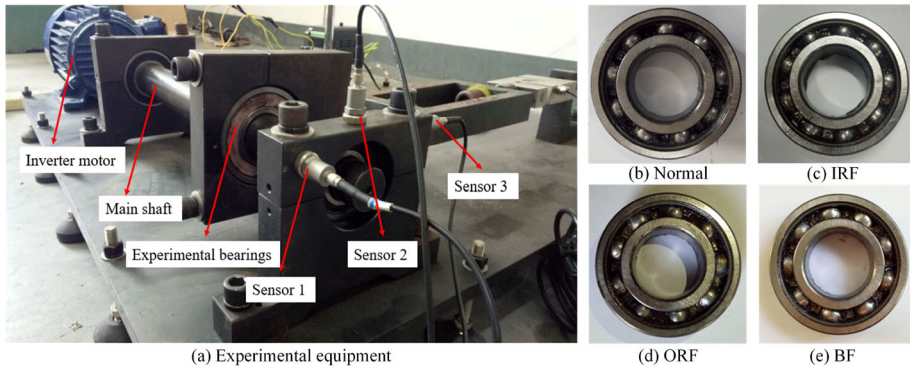 Inverter motor
Main shaft
Experimental bearings
Sensor 1
Sensor 2
Sensor 3
(a) Experimental equipment
(b) Normal
(c) IRF
(d) ORF
(e) BF